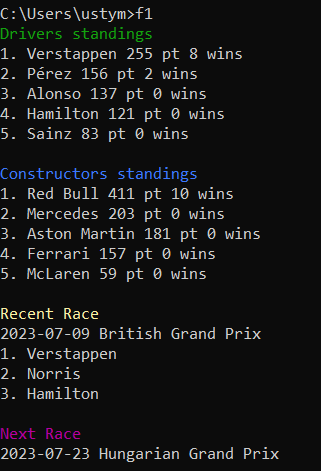 C:\Users\ustym>f1
Drivers standings
1. Verstappen 255 pt 8 wins
2. Pérez 156 pt 2 wins
3. Alonso 137 pt 0 wins
4. Hamilton 121 pt 0 wins
5. Sainz 83 pt 0 wins
Constructors standings
1. Red Bull 411 pt 10 wins
2. Mercedes 203 pt 0 wins
3. Aston Martin 181 pt 0 wins
4. Ferrari 157 pt 0 wins
5. McLaren 59 pt 0 wins
Recent Race
2023-07-09 British Grand Prix
1. Verstappen
2. Norris
3. Hamilton
Next Race
2023-07-23 Hungarian Grand Prix